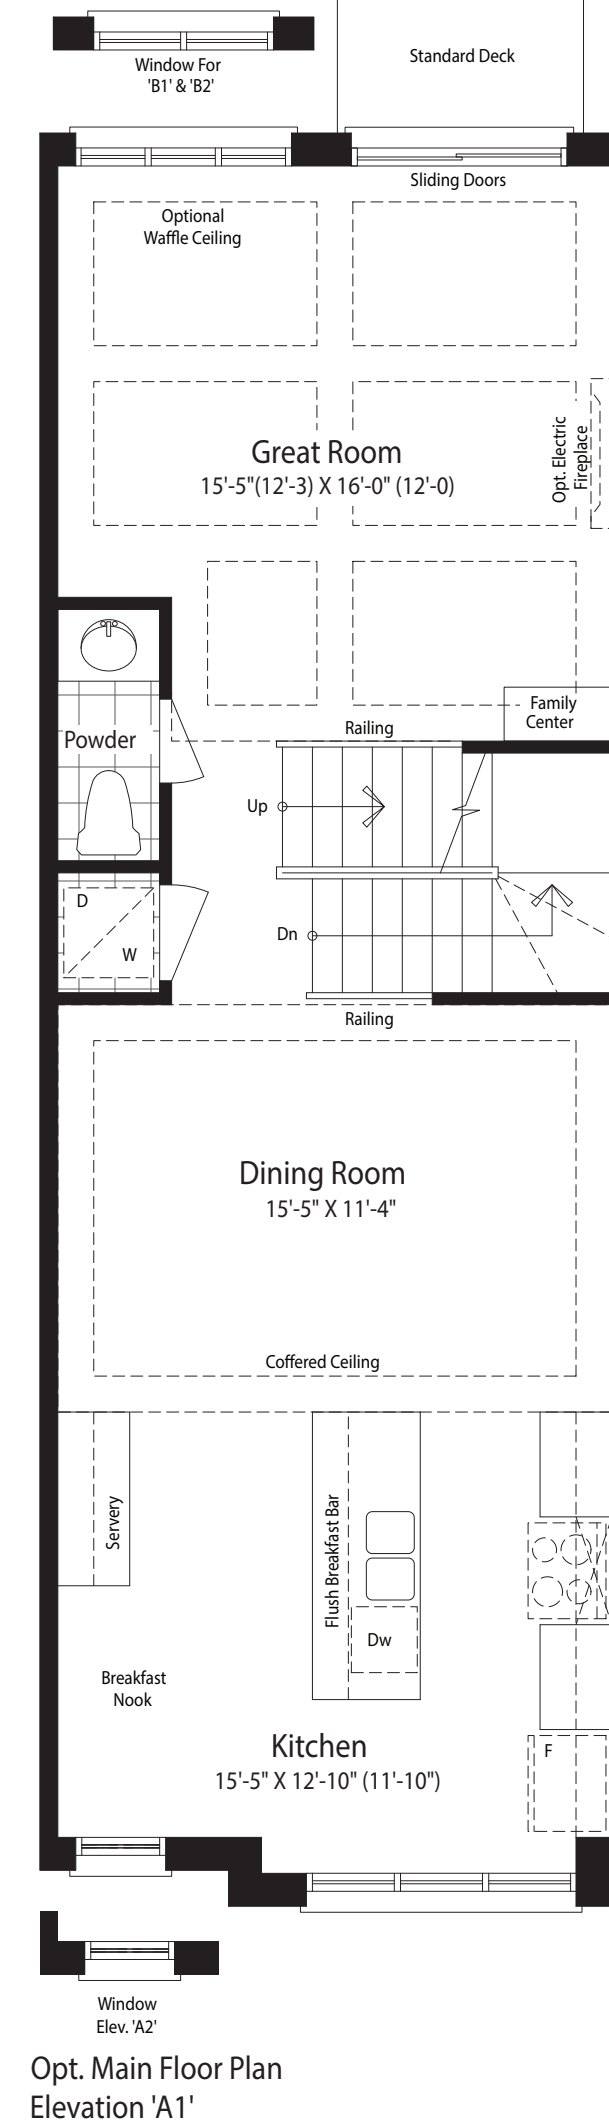 Window For
'B1' & 'B2'
Standard Deck
Sliding Doors
Optional
Waffle Ceiling
Great Room
15'-5"(12'-3) X 16'-0" (12'-0)
Opt. Electric
Fireplace
Family
Center
Railing
Powder
Up
D
W
Dn
Railing
Dining Room
15'-5" X 11'-4"
Coffered Ceiling
Servery
Flush Breakfast Bar
Dw
Breakfast
Nook
Kitchen
15'-5" X 12'-10" (11'-10")
F
Window
Elev. 'A2'
Opt. Main Floor Plan
Elevation 'A1'